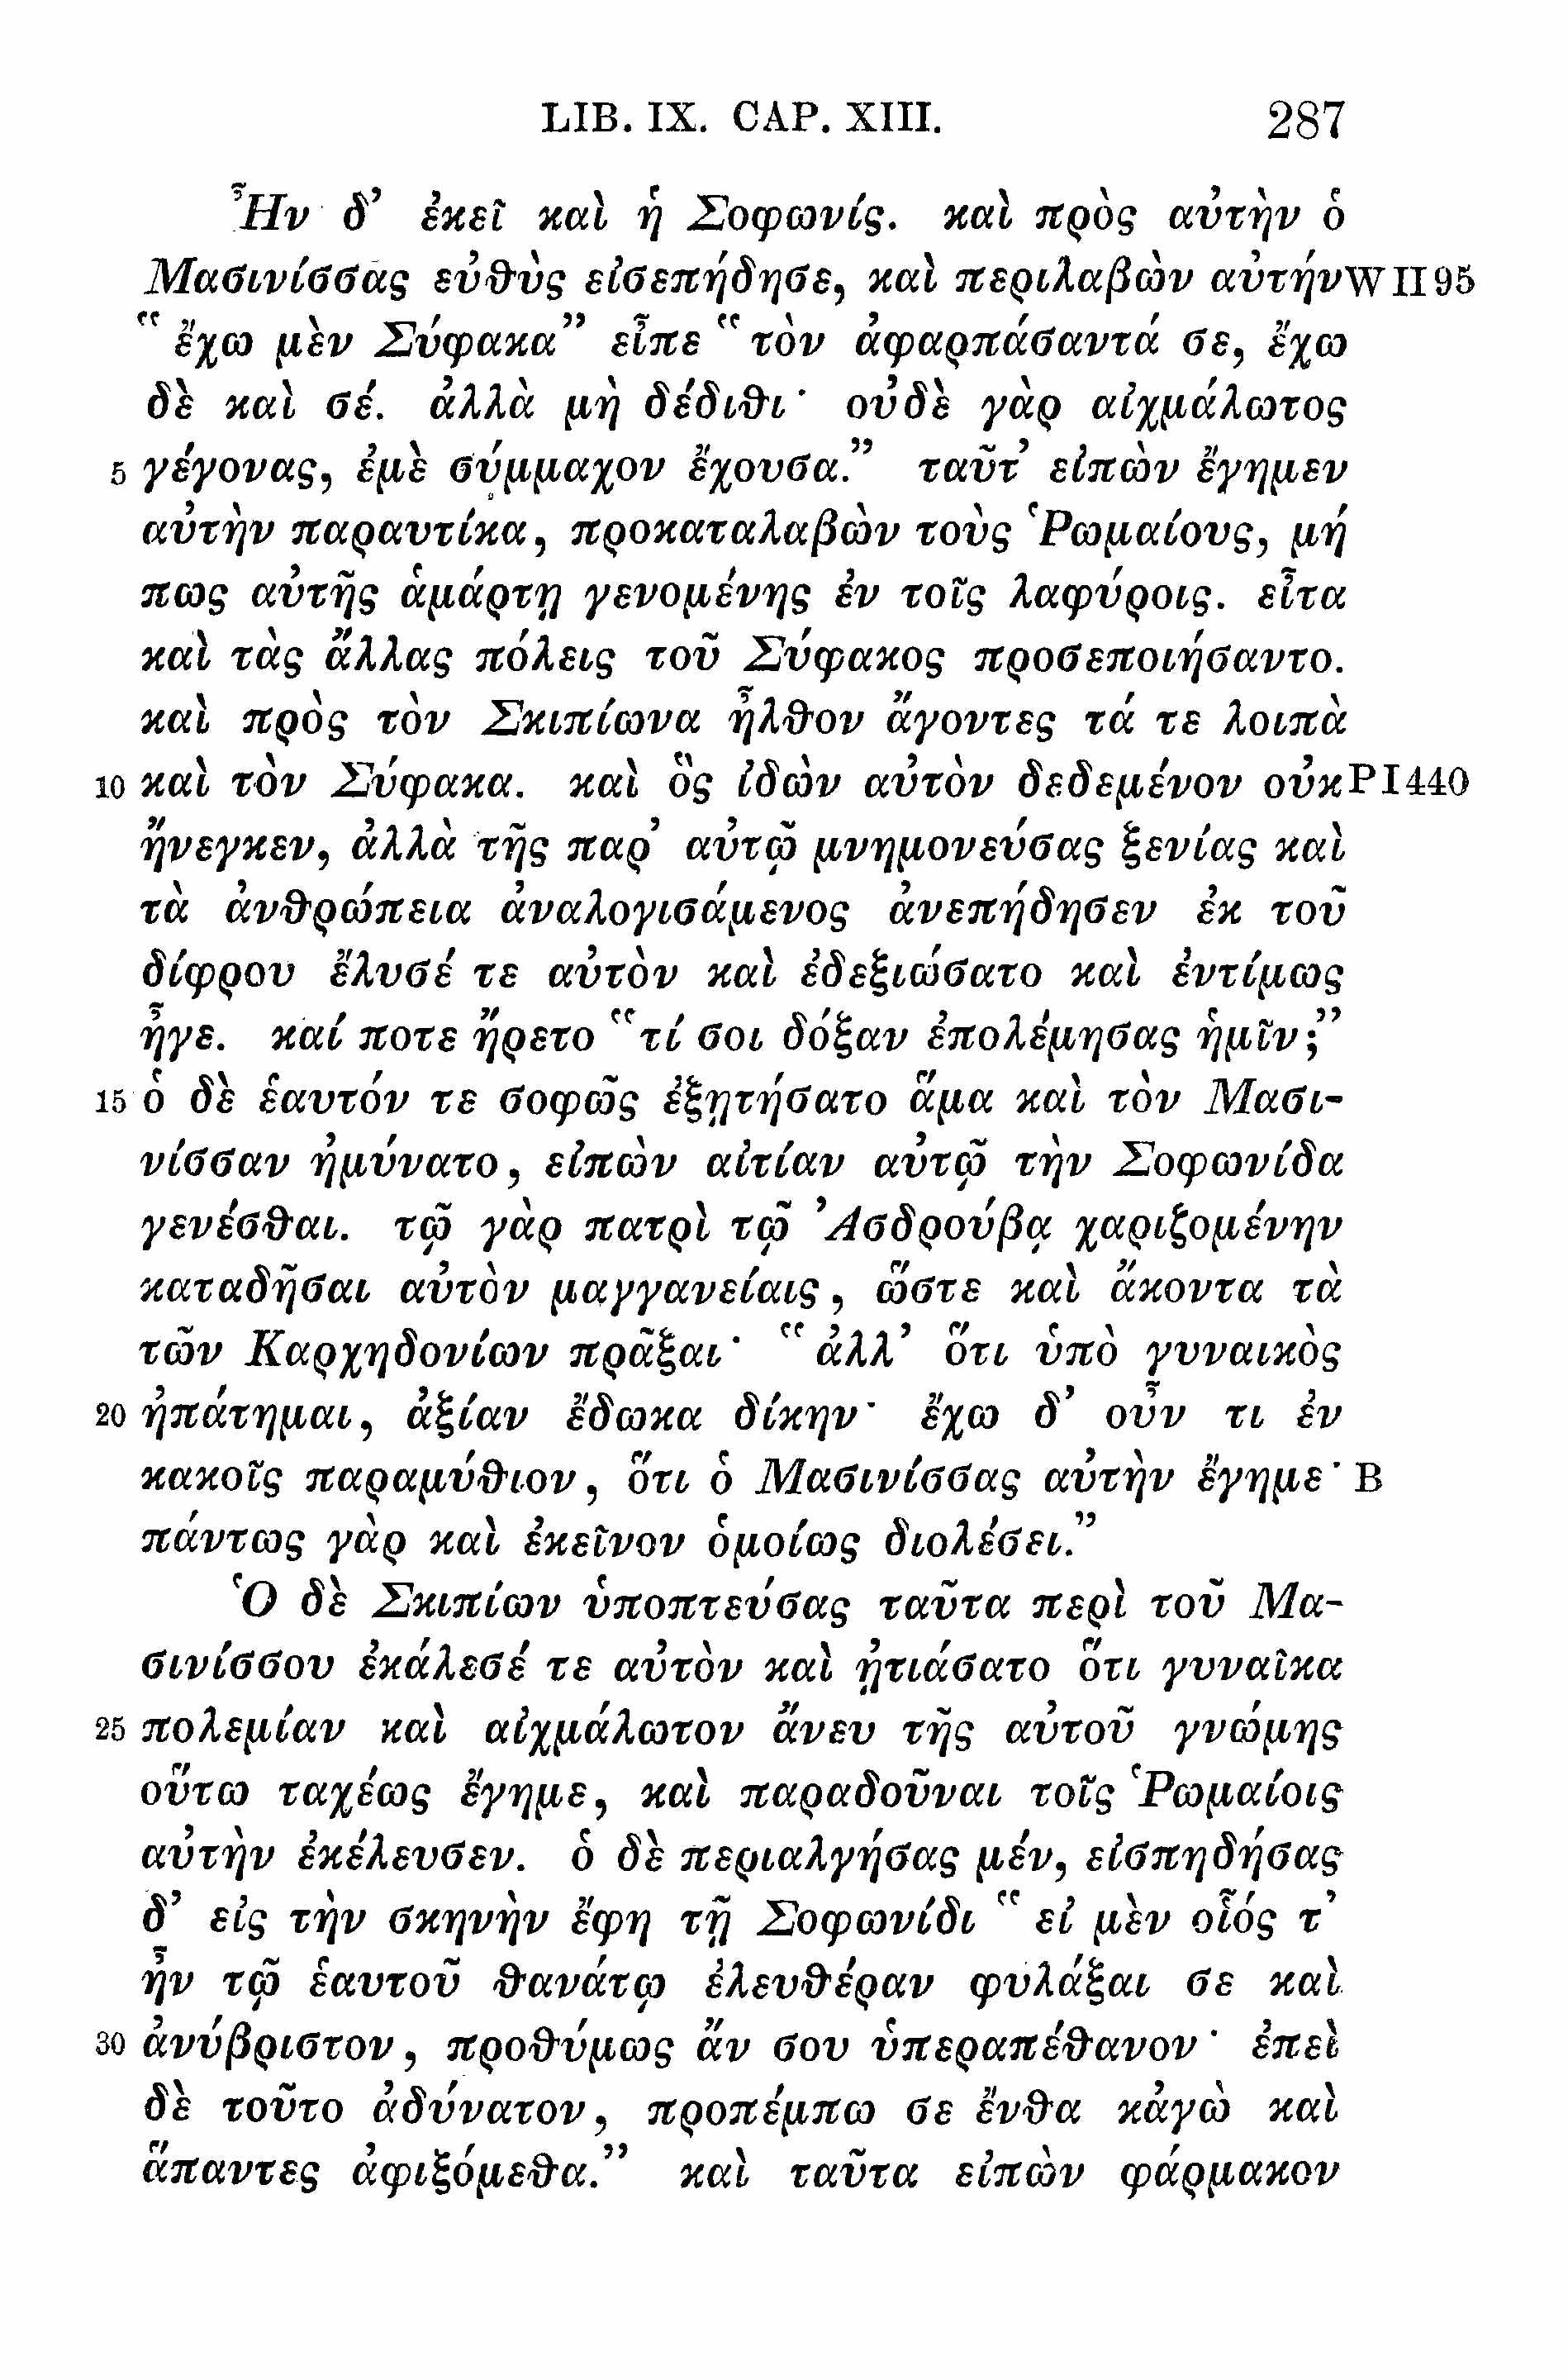 LIB. IX. CAP. XIII. 287
Ἦν δ’ ἐκεῖ καὶ ἡ Σοφωνίς. καὶ πρὸς αὐτὴν ὁ
Μασινίσσας εὐθὺς εἰσεπήδησε, καὶ περιλαβὼν αὐτήν W II 95
“ἔχω μὲν Σύφακα” εἶπε “τὸν ἀφαρπάσαντά σε, ἔχω
δὲ καὶ σέ. ἀλλὰ μὴ δέδιθι· οὐδὲ γὰρ αἰχμάλωτος
5 γέγονας, ἐμὲ σύμμαχον ἔχουσα.” ταῦτ’ εἰπὼν ἔγημεν
αὐτὴν παραυτίκα, προκαταλαβὼν τοὺς Ῥωμαίους, μή
πως αὐτῆς ἁμάρτῃ γενομένης ἐν τοῖς λαφύροις. εἶτα
καὶ τὰς ἄλλας πόλεις τοῦ Σύφακος προσεποιήσαντο.
καὶ πρὸς τὸν Σκιπίωνα ἦλθον ἄγοντες τά τε λοιπὰ
10 καὶ τὸν Σύφακα. καὶ ὃς ἰδὼν αὐτὸν δεδεμένον οὐκ P I 440
ἤνεγκεν, ἀλλὰ τῆς παρ’ αὐτῷ μνημονεύσας ξενίας καὶ
τὰ ἀνθρώπεια ἀναλογισάμενος ἀνεπήδησεν ἐκ τοῦ
δίφρου ἔλυσέ τε αὐτὸν καὶ ἐδεξιώσατο καὶ ἐντίμως
ἦγε. καί ποτε ἤρετο “τί σοι δόξαν ἐπολέμησας ἡμῖν;”
15 ὁ δὲ ἑαυτόν τε σοφῶς ἐξῃτήσατο ἅμα καὶ τὸν Μασι-
νίσσαν ἠμύνατο, εἰπὼν αἰτίαν αὐτῷ τὴν Σοφωνίδα
γενέσθαι. τῷ γὰρ πατρὶ τῷ Ἀσδρούβᾳ χαριζομένην
καταδῆσαι αὐτὸν μαγγανείαις, ὥστε καὶ ἄκοντα τὰ
τῶν Καρχηδονίων πρᾶξαι· “ἀλλ’ ὅτι ὑπὸ γυναικὸς
20 ἠπάτημαι, ἀξίαν ἔδωκα δίκην· ἔχω δ’ οὖν τι ἐν
κακοῖς παραμύθιον, ὅτι ὁ Μασινίσσας αὐτὴν ἔγημε· B
πάντως γὰρ καὶ ἐκεῖνον ὁμοίως διολέσει.”
Ὁ δὲ Σκιπίων ὑποπτεύσας ταῦτα περὶ τοῦ Μα-
σινίσσου ἐκάλεσέ τε αὐτὸν καὶ ᾐτιάσατο ὅτι γυναῖκα
25 πολεμίαν καὶ αἰχμάλωτον ἄνευ τῆς αὐτοῦ γνώμης
οὕτω ταχέως ἔγημε, καὶ παραδοῦναι τοῖς Ῥωμαίοις
αὐτὴν ἐκέλευσεν. ὁ δὲ περιαλγήσας μέν, εἰσπηδήσας
δ’ εἰς τὴν σκηνὴν ἔφη τῇ Σοφωνίδι “εἰ μὲν οἷός τ’
ἦν τῷ ἑαυτοῦ θανάτῳ ἐλευθέραν φυλάξαι σε καὶ
30 ἀνύβριστον, προθύμως ἄν σου ὑπεραπέθανον· ἐπεὶ
δὲ τοῦτο ἀδύνατον, προπέμπω σε ἔνθα κἀγὼ καὶ
ἅπαντες ἀφιξόμεθα.” καὶ ταῦτα εἰπὼν φάρμακον